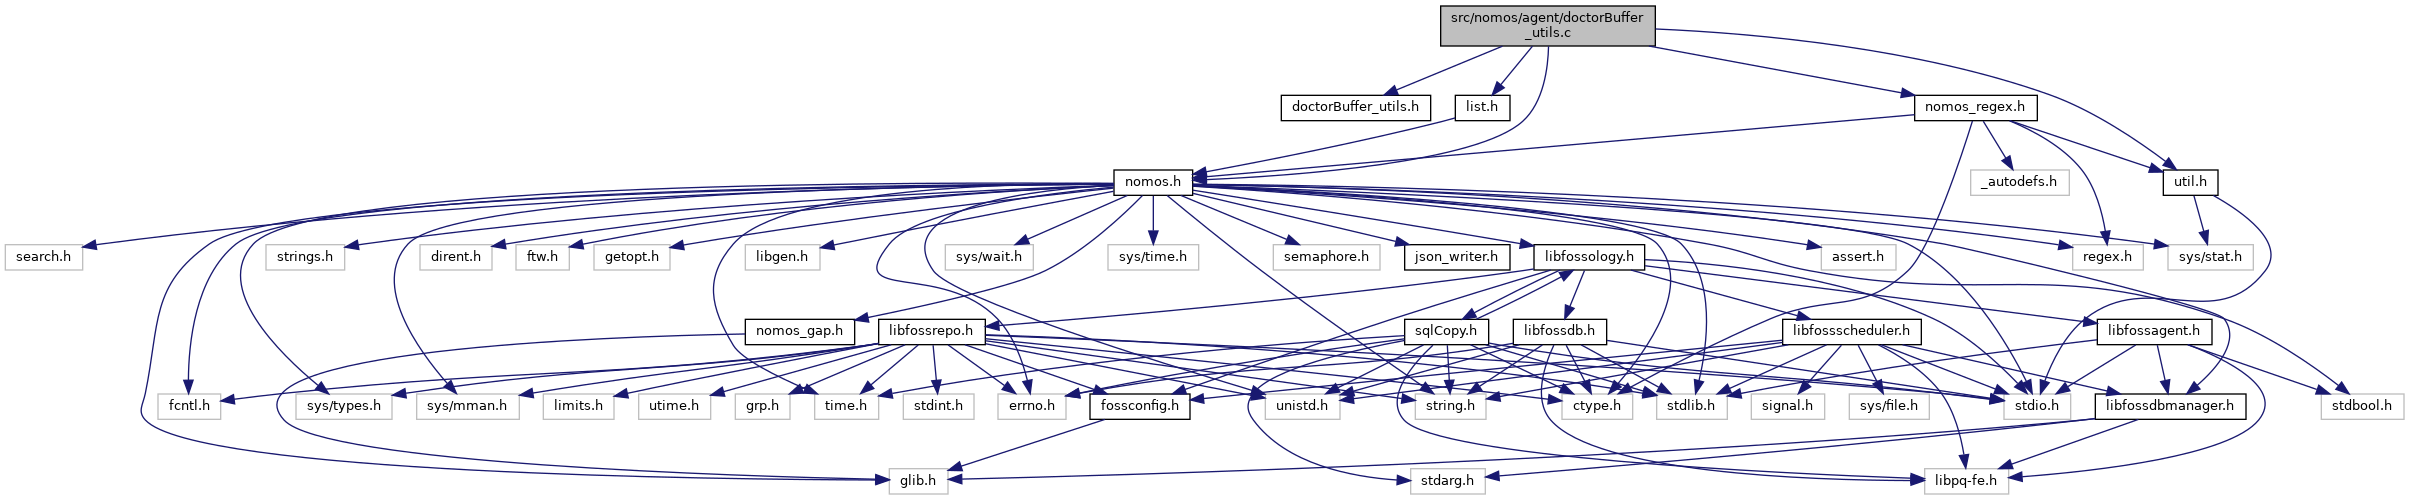 src/nomos/agent/doctorBuffer
_utils.c
doctorBuffer_utils.h
list.h
nomos_regex.h
nomos.h
_autodefs.h
util.h
search.h
strings.h
dirent.h
ftw.h
getopt.h
libgen.h
sys/wait.h
sys/time.h
semaphore.h
json_writer.h
libfossology.h
assert.h
regex.h
sys/stat.h
nomos_gap.h
libfossrepo.h
sqlCopy.h
libfossdb.h
libfossscheduler.h
libfossagent.h
fcntl.h
sys/types.h
sys/mman.h
limits.h
utime.h
grp.h
time.h
stdint.h
errno.h
fossconfig.h
unistd.h
string.h
ctype.h
stdlib.h
signal.h
sys/file.h
stdio.h
libfossdbmanager.h
stdbool.h
glib.h
stdarg.h
libpq-fe.h